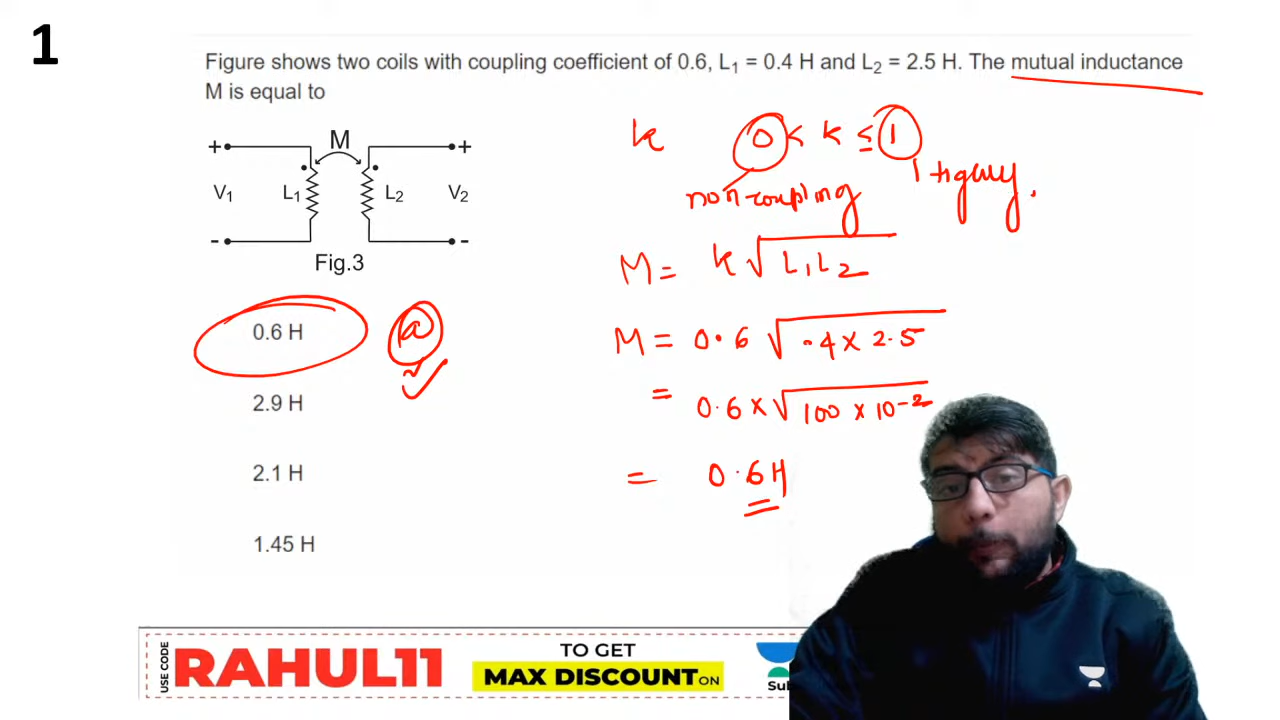 1
Figure shows two coils with coupling coefficient of 0.6, L₁ = 0.4 H and L₂ = 2.5 H. The mutual inductance
M is equal to
k 0 < k ≤ 1
non-coupling
M
+ +
V₁ L₁ L₂ V₂
- -
Fig.3
M = k√L₁L₂
0.6 H a
M = 0.6 √.4 × 2.5
2.9 H
= 0.6 × √100 × 10⁻²
2.1 H
= 0.6H
1.45 H
USE CODE
RAHUL11
TO GET
MAX DISCOUNT ON